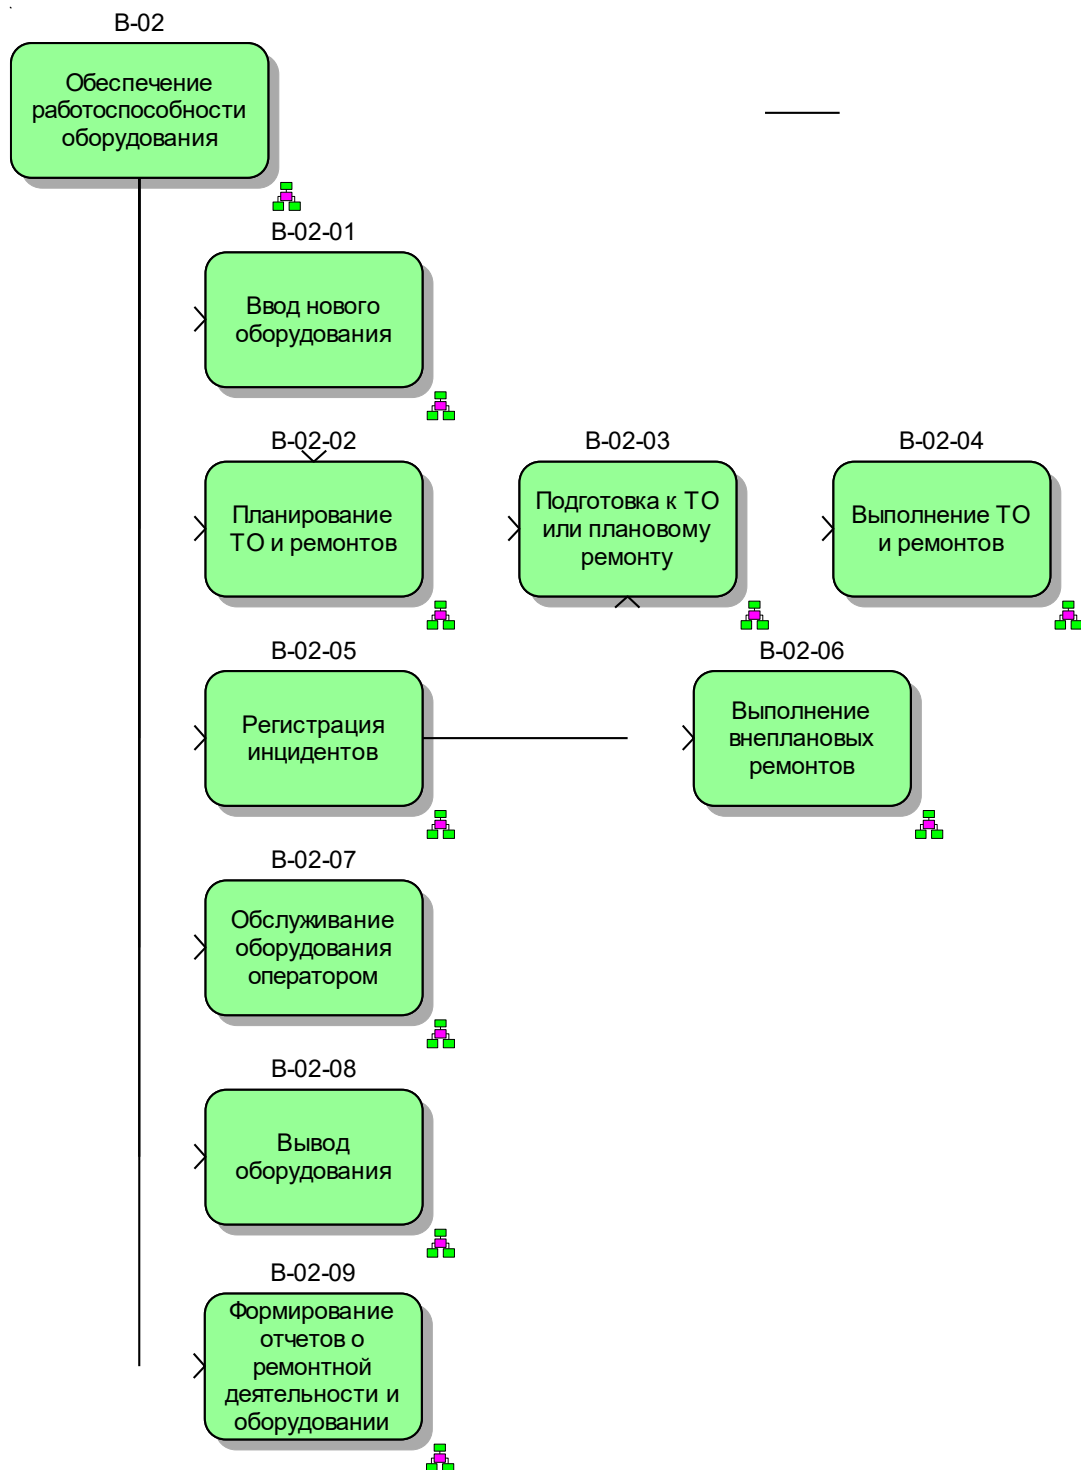 B-02
Обеспечение
работоспособности
оборудования
B-02-01
Ввод нового
оборудования
B-02-02
Планирование
ТО и ремонтов
B-02-03
Подготовка к ТО
или плановому
ремонту
B-02-04
Выполнение ТО
и ремонтов
B-02-05
Регистрация
инцидентов
B-02-06
Выполнение
внеплановых
ремонтов
B-02-07
Обслуживание
оборудования
оператором
B-02-08
Вывод
оборудования
B-02-09
Формирование
отчетов о
ремонтной
деятельности и
оборудовании